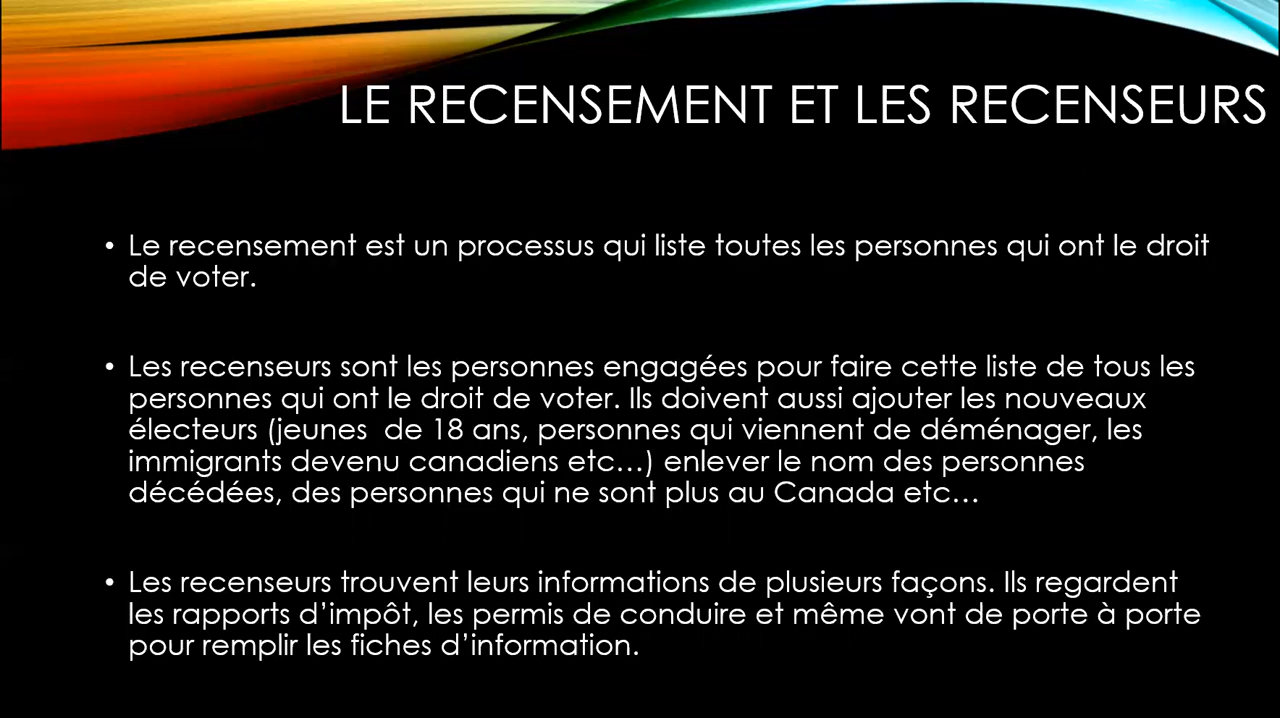 LE RECENSEMENT ET LES RECENSEURS
• Le recensement est un processus qui liste toutes les personnes qui ont le droit
de voter.
• Les recenseurs sont les personnes engagées pour faire cette liste de tous les
personnes qui ont le droit de voter. Ils doivent aussi ajouter les nouveaux
électeurs (jeunes  de 18 ans, personnes qui viennent de déménager, les
immigrants devenu canadiens etc…) enlever le nom des personnes
décédées, des personnes qui ne sont plus au Canada etc…
• Les recenseurs trouvent leurs informations de plusieurs façons. Ils regardent
les rapports d’impôt, les permis de conduire et même vont de porte à porte
pour remplir les fiches d’information.